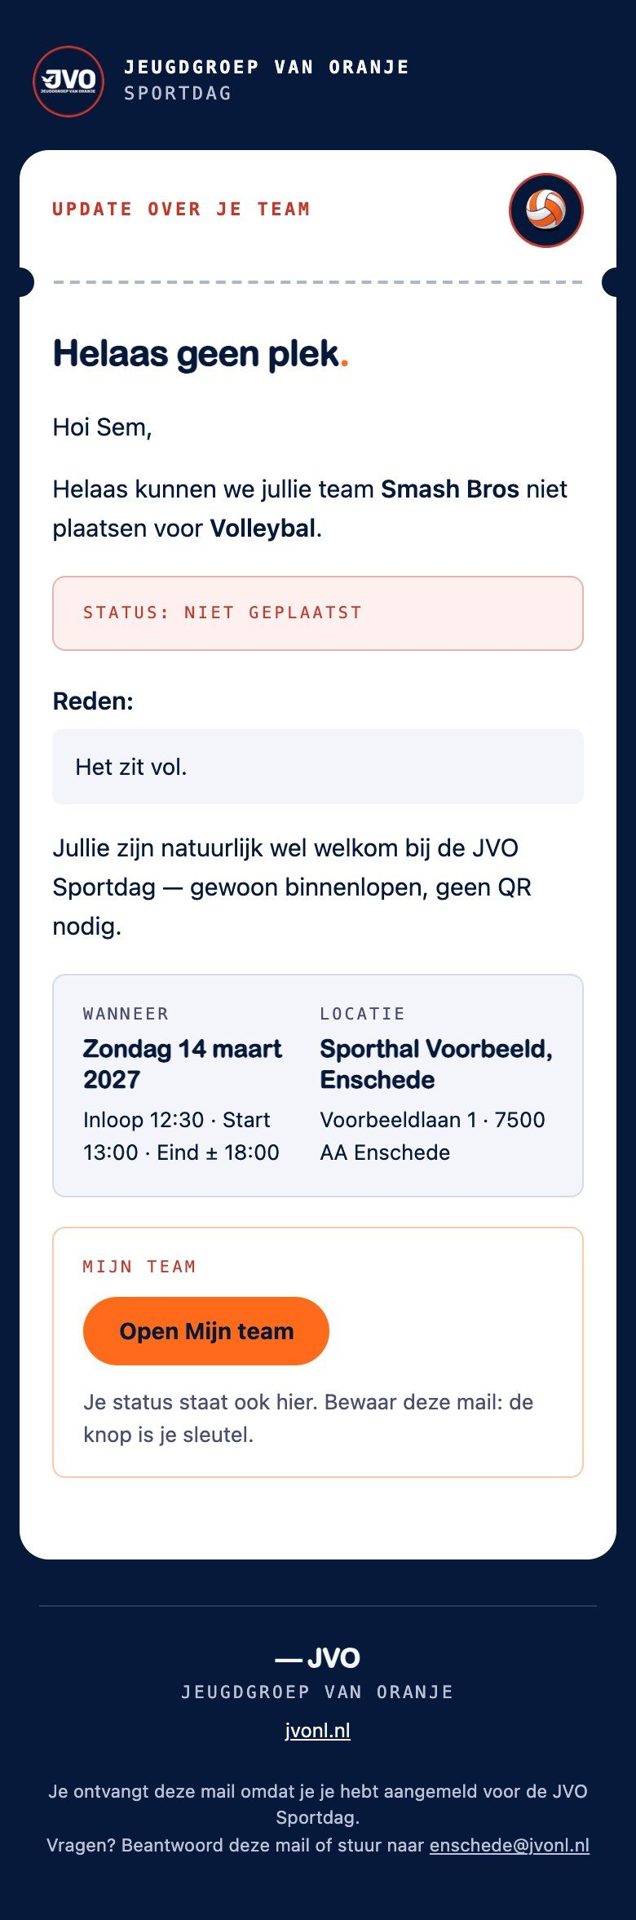 JVO
JEUGDGROEP VAN ORANJE
JEUGDGROEP VAN ORANJE
SPORTDAG
UPDATE OVER JE TEAM
Helaas geen plek.
Hoi Sem,
Helaas kunnen we jullie team Smash Bros niet
plaatsen voor Volleybal.
STATUS: NIET GEPLAATST
Reden:
Het zit vol.
Jullie zijn natuurlijk wel welkom bij de JVO
Sportdag — gewoon binnenlopen, geen QR
nodig.
WANNEER
Zondag 14 maart
2027
Inloop 12:30 · Start
13:00 · Eind ± 18:00
LOCATIE
Sporthal Voorbeeld,
Enschede
Voorbeeldlaan 1 · 7500
AA Enschede
MIJN TEAM
Open Mijn team
Je status staat ook hier. Bewaar deze mail: de
knop is je sleutel.
— JVO
JEUGDGROEP VAN ORANJE
jvonl.nl
Je ontvangt deze mail omdat je je hebt aangemeld voor de JVO
Sportdag.
Vragen? Beantwoord deze mail of stuur naar enschede@jvonl.nl